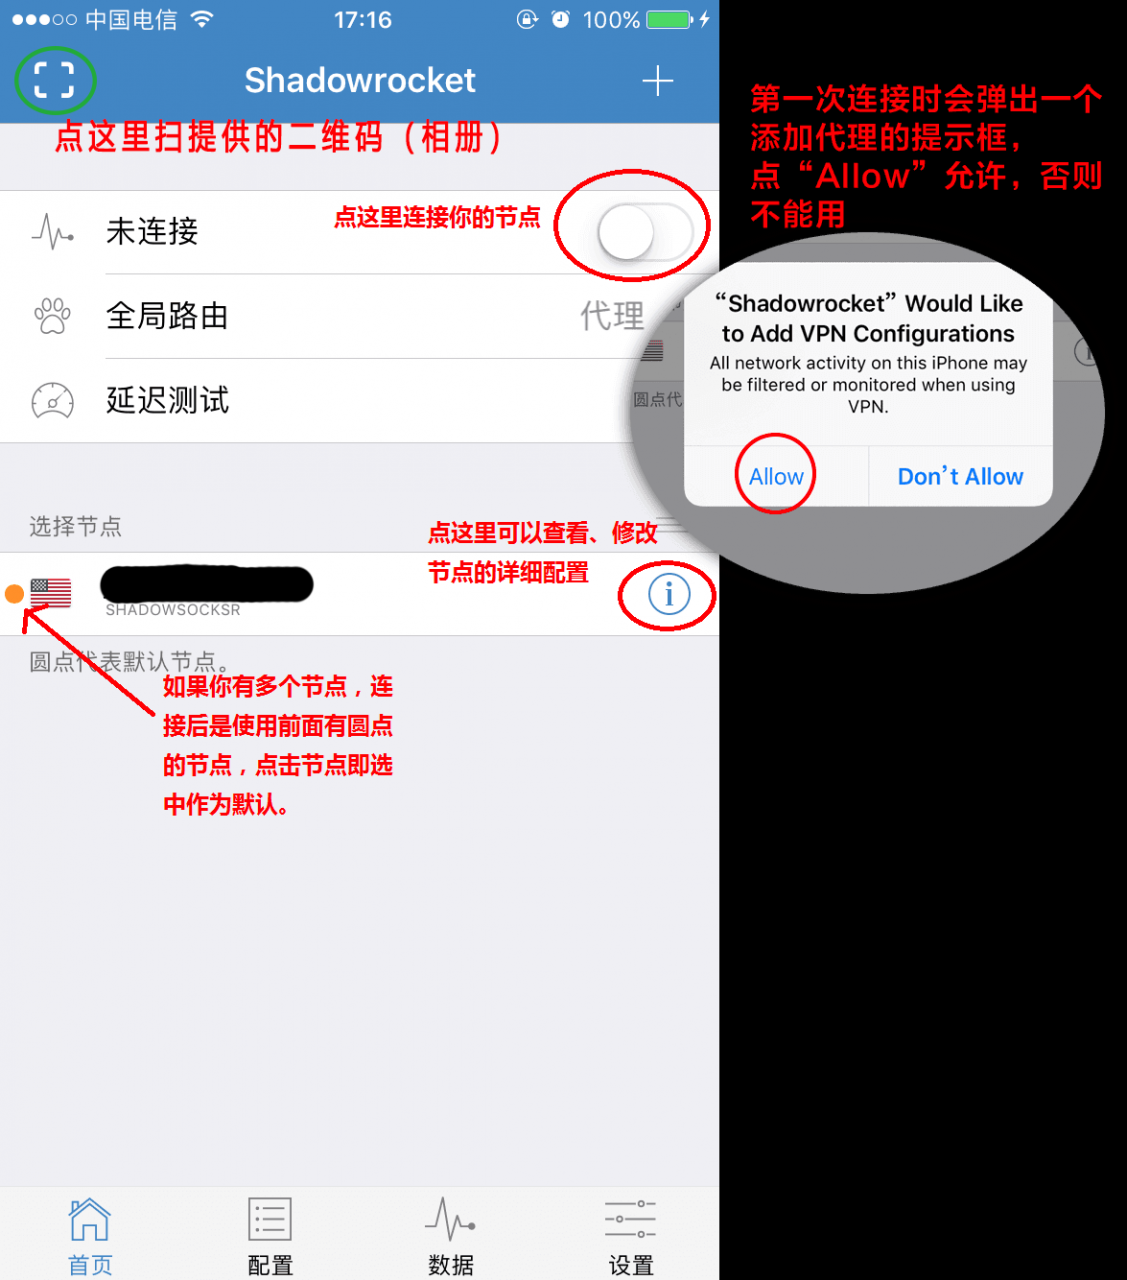 中国电信 17:16 100%
Shadowrocket
点这里扫提供的二维码（相册）
未连接
点这里连接你的节点
全局路由 代理
延迟测试
选择节点
点这里可以查看、修改
节点的详细配置
SHADOWSOCKSR
圆点代表默认节点。
如果你有多个节点，连
接后是使用前面有圆点
的节点，点击节点即选
中作为默认。
首页 配置 数据 设置
第一次连接时会弹出一个
添加代理的提示框，
点“Allow”允许，否则
不能用
“Shadowrocket” Would Like
to Add VPN Configurations
All network activity on this iPhone may
be filtered or monitored when using
VPN.
圆点代
Allow Don’t Allow